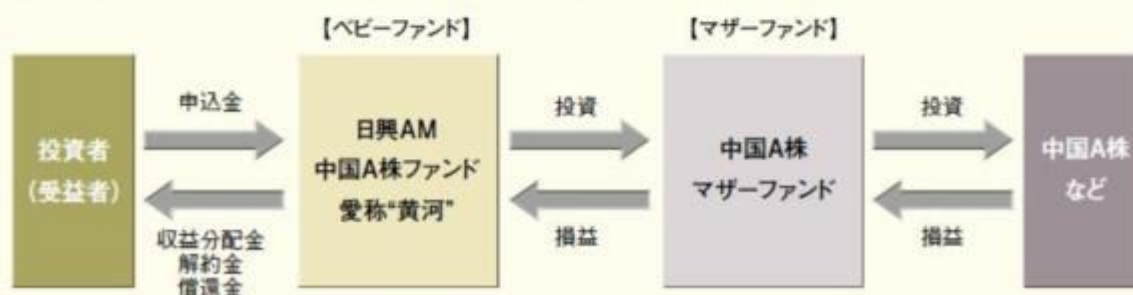 【ベビーファンド】
【マザーファンド】
投資者
(受益者)
申込金
収益分配金
解約金
償還金
日興AM
中国A株ファンド
愛称“黄河”
投資
損益
中国A株
マザーファンド
投資
損益
中国A株
など